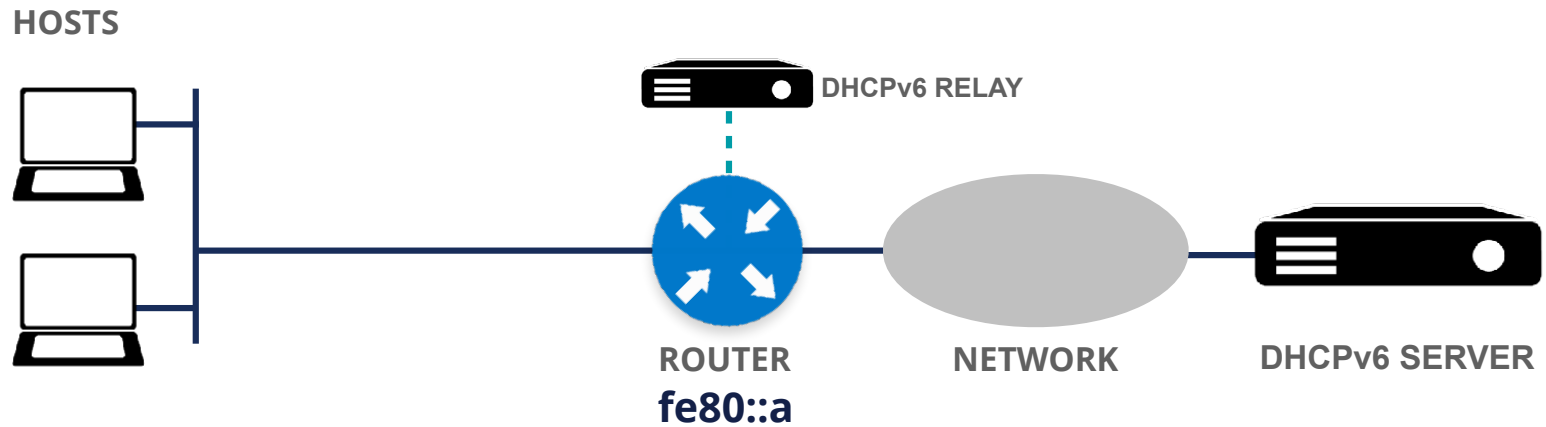 HOSTS
DHCPv6 RELAY
ROUTER
fe80::a
NETWORK
DHCPv6 SERVER